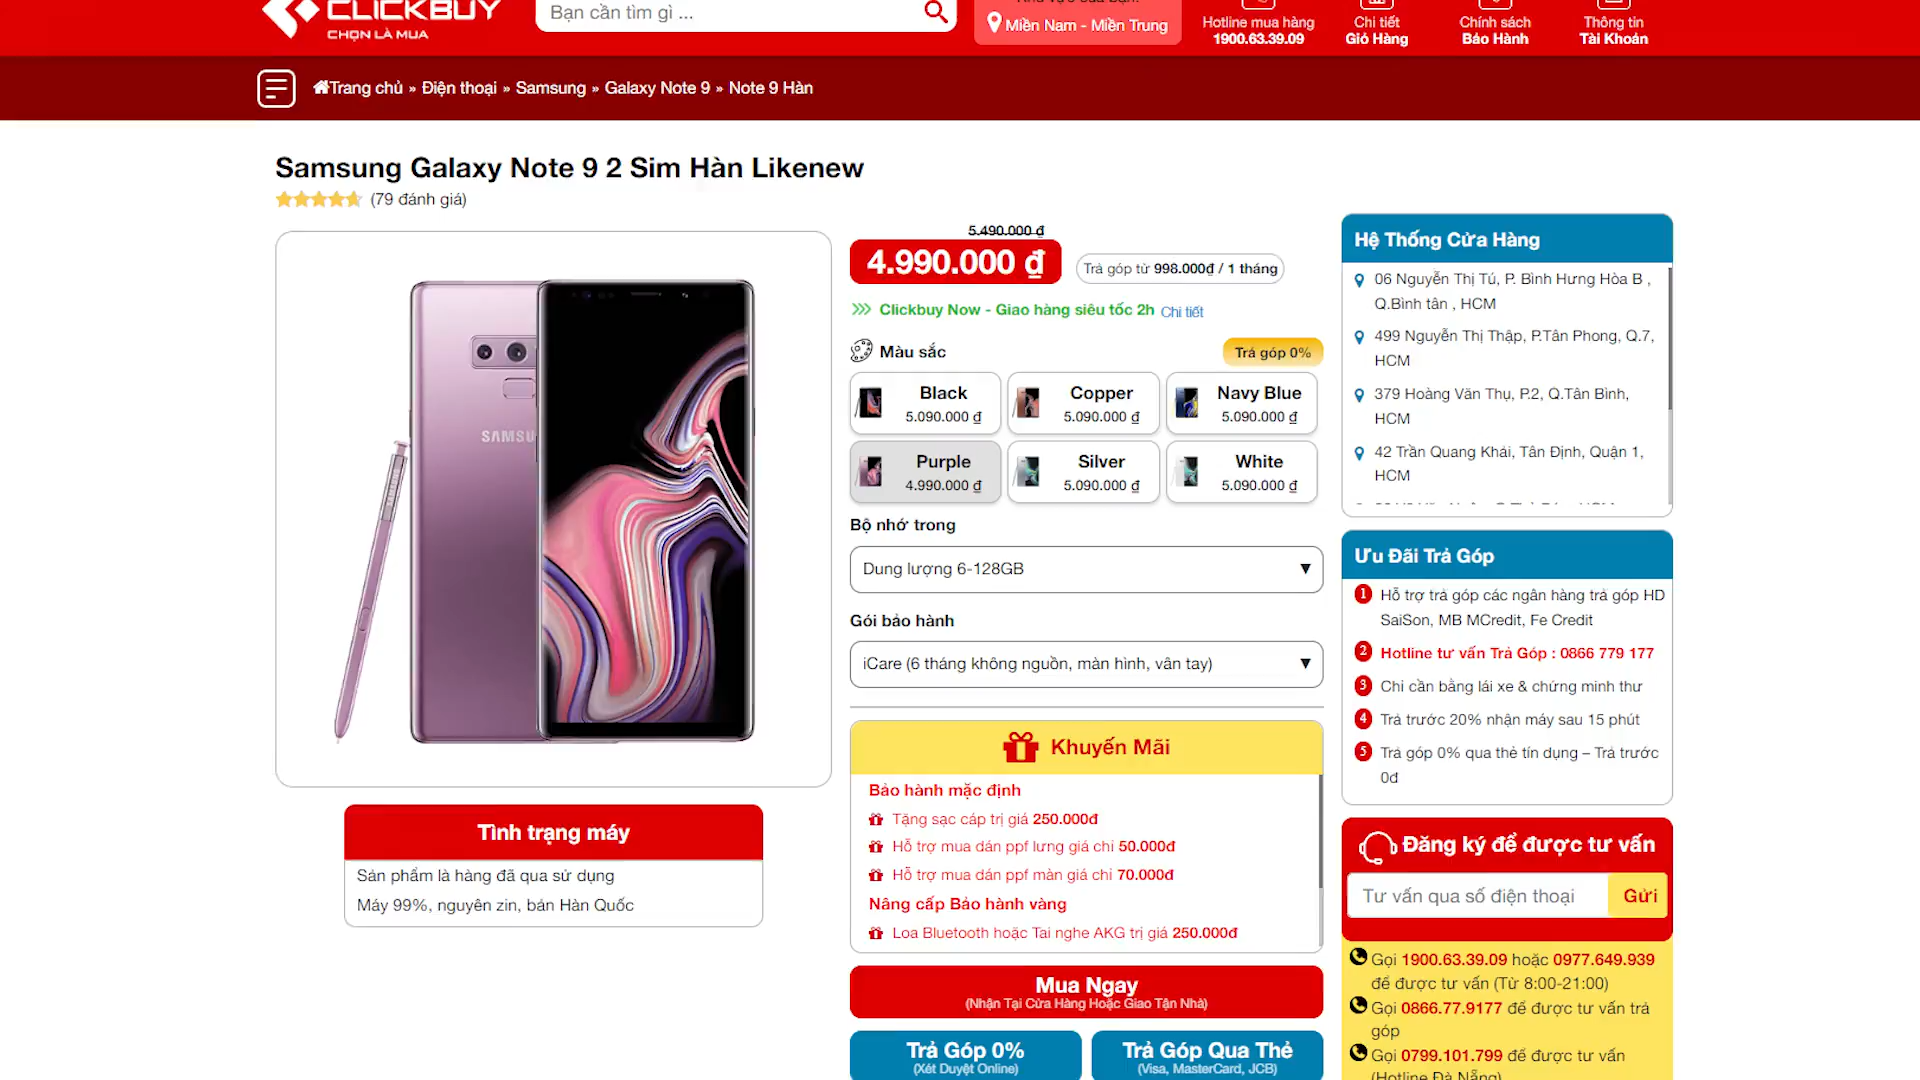 CLICKBUY
CHỌN LÀ MUA
Bạn cần tìm gì ...
Miền Nam - Miền Trung
Hotline mua hàng
1900.63.39.09
Chi tiết
Giỏ Hàng
Chính sách
Bảo Hành
Thông tin
Tài Khoản
Trang chủ » Điện thoại » Samsung » Galaxy Note 9 » Note 9 Hàn
Samsung Galaxy Note 9 2 Sim Hàn Likenew
(79 đánh giá)
SAMSU
Tình trạng máy
Sản phẩm là hàng đã qua sử dụng
Máy 99%, nguyên zin, bản Hàn Quốc
5.490.000 ₫
4.990.000 ₫
Trả góp từ 998.000đ / 1 tháng
Clickbuy Now - Giao hàng siêu tốc 2h Chi tiết
Màu sắc
Trả góp 0%
Black
5.090.000 ₫
Copper
5.090.000 ₫
Navy Blue
5.090.000 ₫
Purple
4.990.000 ₫
Silver
5.090.000 ₫
White
5.090.000 ₫
Bộ nhớ trong
Dung lượng 6-128GB
Gói bảo hành
iCare (6 tháng không nguồn, màn hình, vân tay)
Khuyến Mãi
Bảo hành mặc định
Tặng sạc cáp trị giá 250.000đ
Hỗ trợ mua dán ppf lưng giá chỉ 50.000đ
Hỗ trợ mua dán ppf màn giá chỉ 70.000đ
Nâng cấp Bảo hành vàng
Loa Bluetooth hoặc Tai nghe AKG trị giá 250.000đ
Mua Ngay
(Nhận Tại Cửa Hàng Hoặc Giao Tận Nhà)
Trả Góp 0%
(Xét Duyệt Online)
Trả Góp Qua Thẻ
(Visa, MasterCard, JCB)
Hệ Thống Cửa Hàng
06 Nguyễn Thị Tú, P. Bình Hưng Hòa B ,
Q.Bình tân , HCM
499 Nguyễn Thị Thập, P.Tân Phong, Q.7,
HCM
379 Hoàng Văn Thụ, P.2, Q.Tân Bình,
HCM
42 Trần Quang Khải, Tân Định, Quận 1,
HCM
Ưu Đãi Trả Góp
1 Hỗ trợ trả góp các ngân hàng trả góp HD
SaiSon, MB MCredit, Fe Credit
2 Hotline tư vấn Trả Góp : 0866 779 177
3 Chỉ cần bằng lái xe & chứng minh thư
4 Trả trước 20% nhận máy sau 15 phút
5 Trả góp 0% qua thẻ tín dụng – Trả trước
0đ
Đăng ký để được tư vấn
Tư vấn qua số điện thoại
Gửi
Gọi 1900.63.39.09 hoặc 0977.649.939
để được tư vấn (Từ 8:00-21:00)
Gọi 0866.77.9177 để được tư vấn trả
góp
Gọi 0799.101.799 để được tư vấn
(Hotline Đà Nẵng)